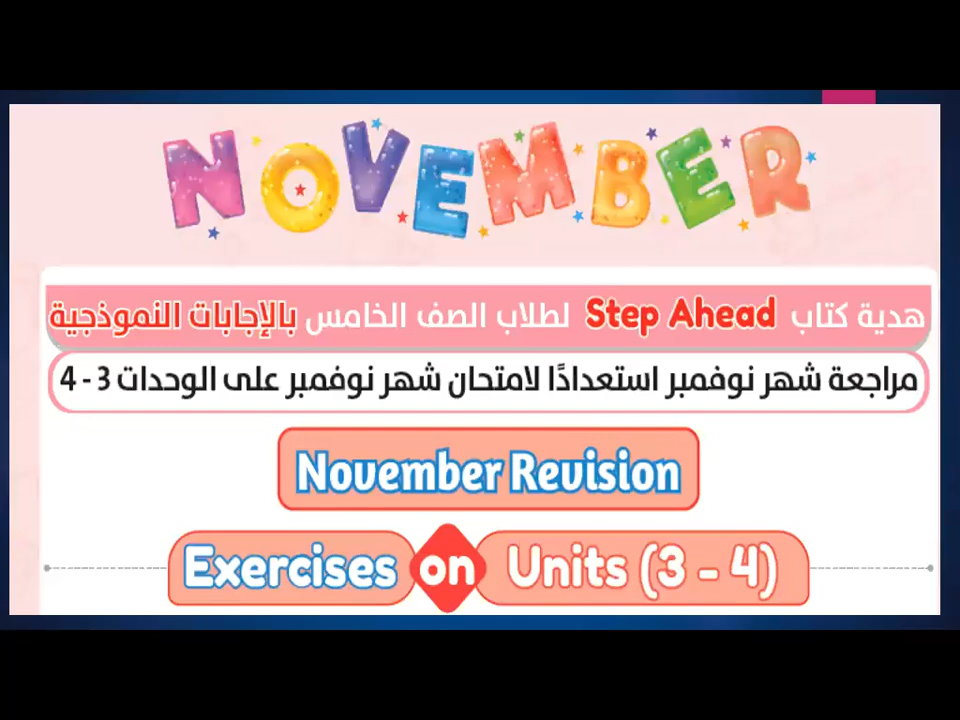 NOVEMBER
هدية كتاب Step Ahead لطلاب الصف الخامس بالإجابات النموذجية
مراجعة شهر نوفمبر استعدادًا لامتحان شهر نوفمبر على الوحدات 3 - 4
November Revision
Exercises on Units (3 - 4)